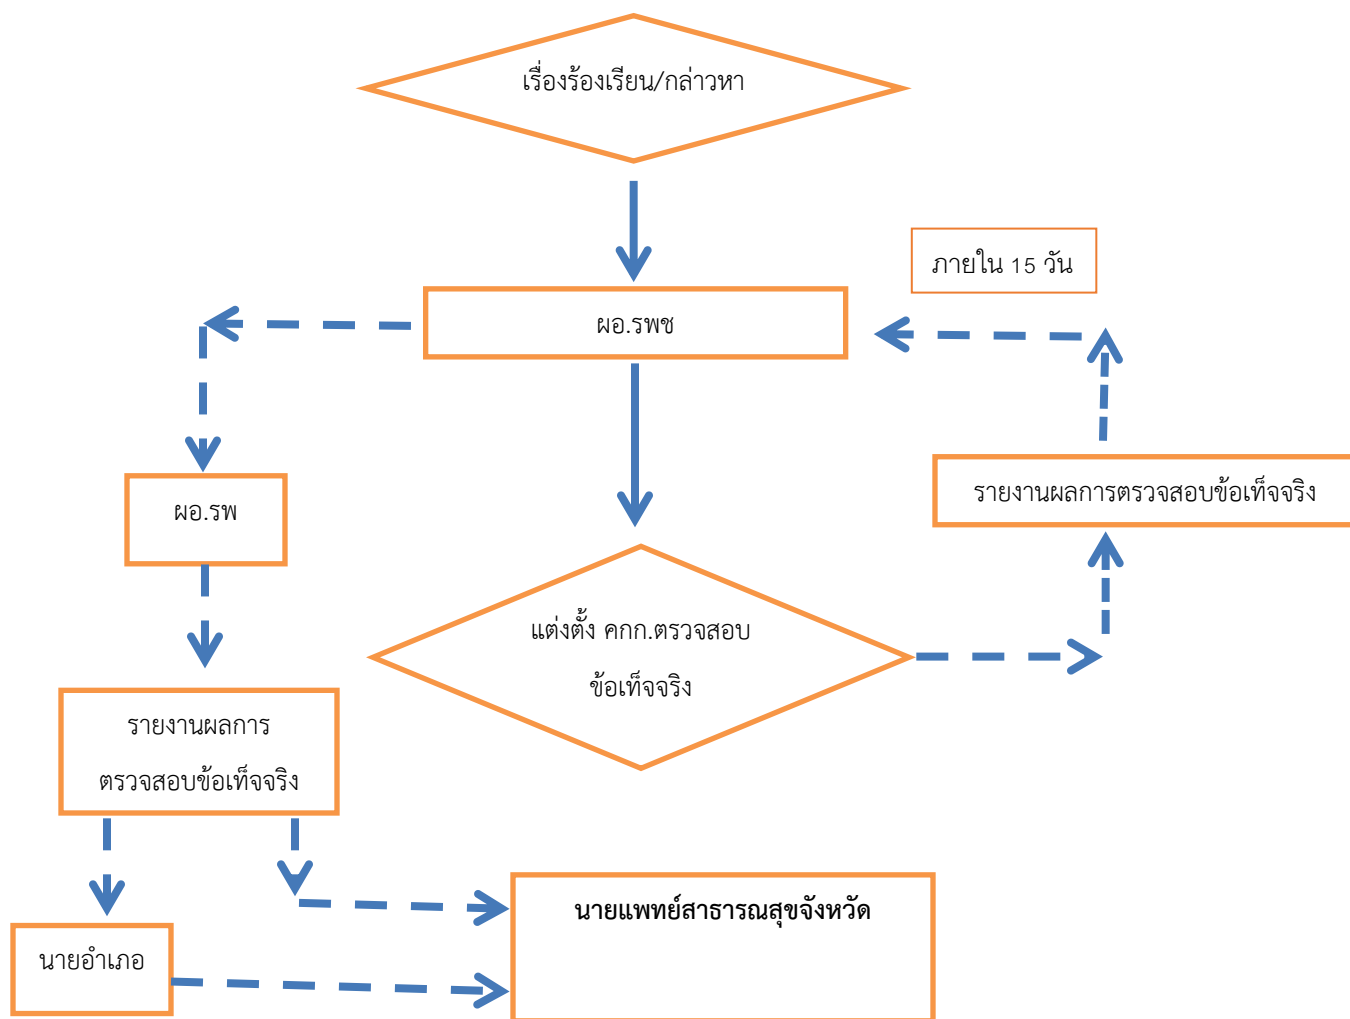 เรื่องร้องเรียน/กล่าวหา
ภายใน 15 วัน
ผอ.รพช
รายงานผลการตรวจสอบข้อเท็จจริง
ผอ.รพ
แต่งตั้ง คกก.ตรวจสอบ
ข้อเท็จจริง
รายงานผลการ
ตรวจสอบข้อเท็จจริง
นายแพทย์สาธารณสุขจังหวัด
นายอำเภอ